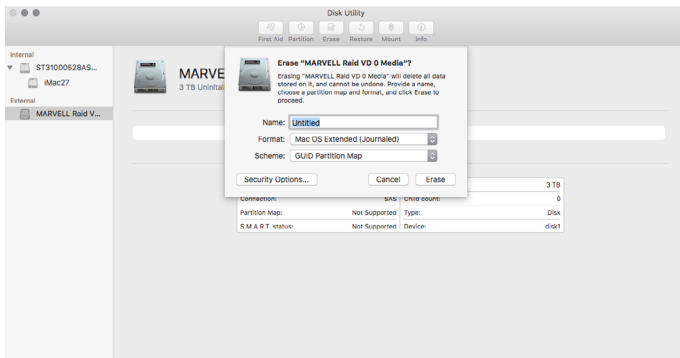 Disk Utility
First Aid Partition Erase Restore Mount Info
Internal
ST31000528AS...
iMac27
External
MARVELL Raid V...
MARVE
3 TB Uninital
Erase "MARVELL Raid VD 0 Media"?
Erasing "MARVELL Raid VD 0 Media" will delete all data
stored on it, and cannot be undone. Provide a name,
choose a partition map and format, and click Erase to
proceed.
Name: Untitled
Format: Mac OS Extended (Journaled)
Scheme: GUID Partition Map
Security Options... Cancel Erase
3 TB
Connection: SAS Child count: 0
Partition Map: Not Supported Type: Disk
S.M.A.R.T. status: Not Supported Device: disk1